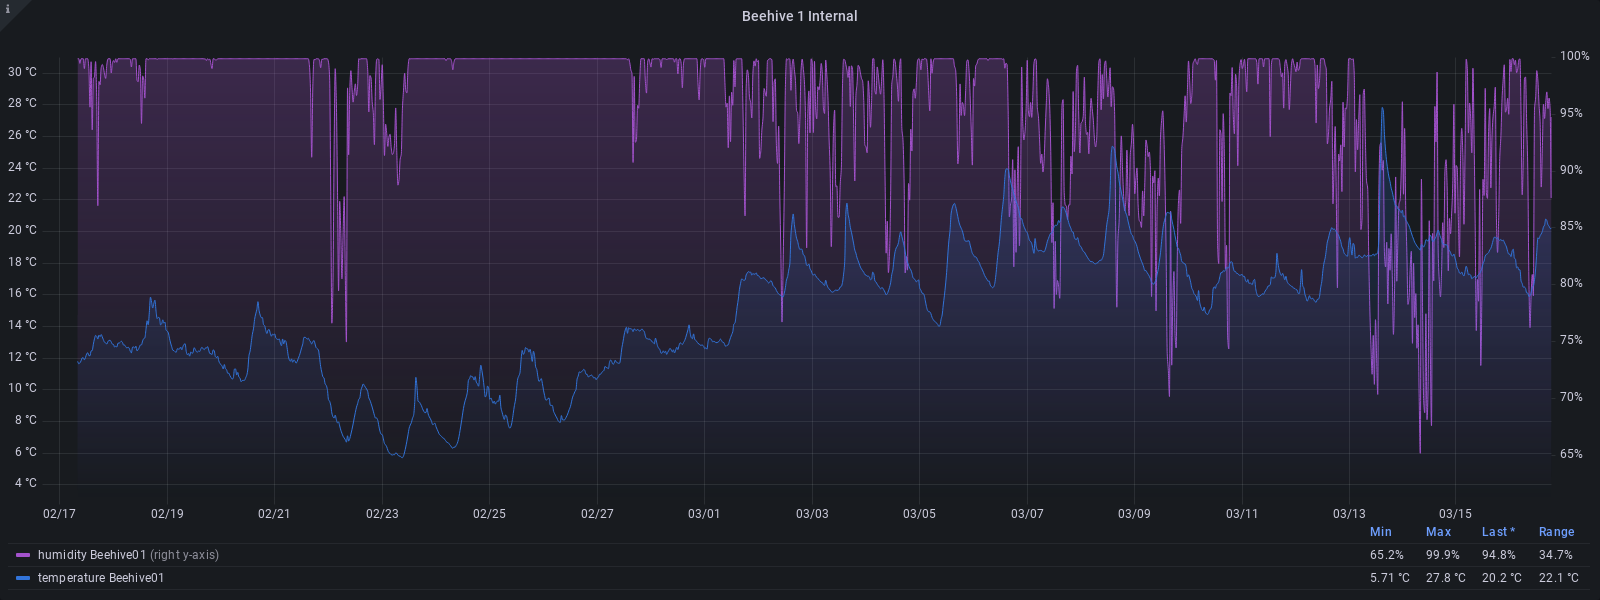 i
Beehive 1 Internal
30 °C
28 °C
26 °C
24 °C
22 °C
20 °C
18 °C
16 °C
14 °C
12 °C
10 °C
8 °C
6 °C
4 °C
100%
95%
90%
85%
80%
75%
70%
65%
02/17 02/19 02/21 02/23 02/25 02/27 03/01 03/03 03/05 03/07 03/09 03/11 03/13 03/15
Min Max Last * Range
humidity Beehive01 (right y-axis) 65.2% 99.9% 94.8% 34.7%
temperature Beehive01 5.71 °C 27.8 °C 20.2 °C 22.1 °C